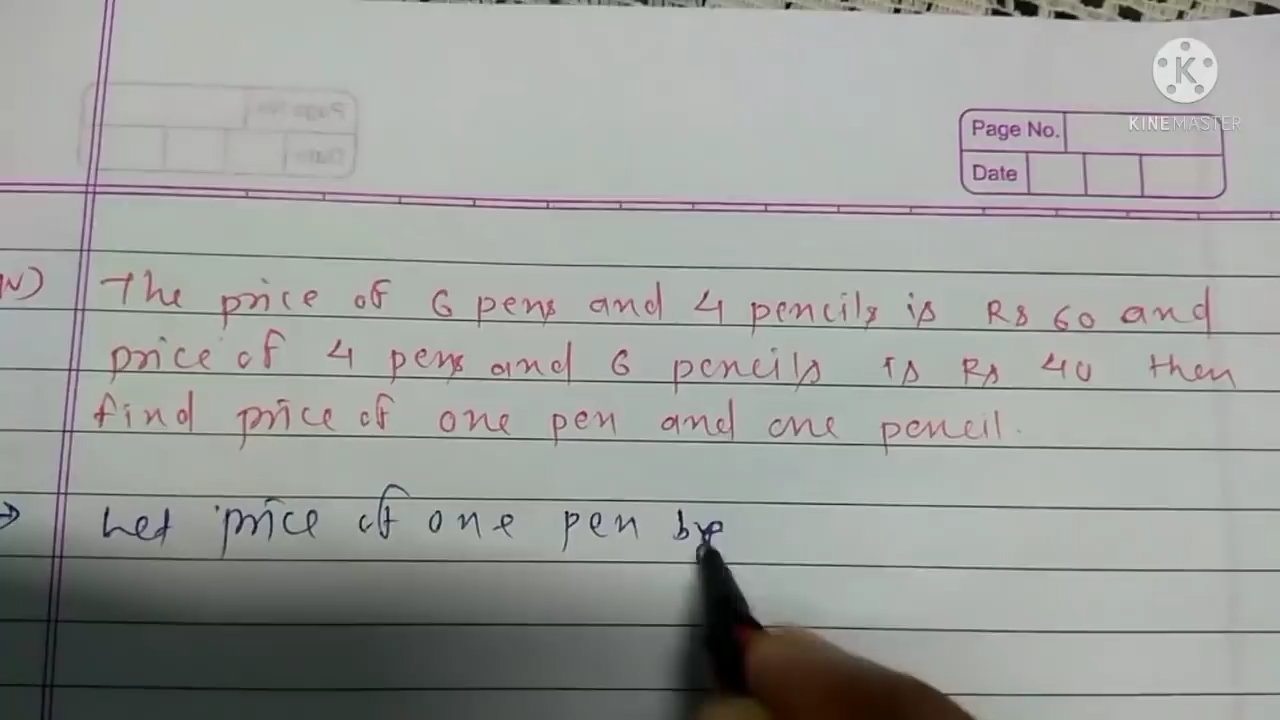 KINEMASTER
Page No.
Date
The price of 6 pens and 4 pencils is Rs 60 and
price of 4 pens and 6 pencils is Rs 40 then
find price of one pen and one pencil.
→ Let price of one pen be